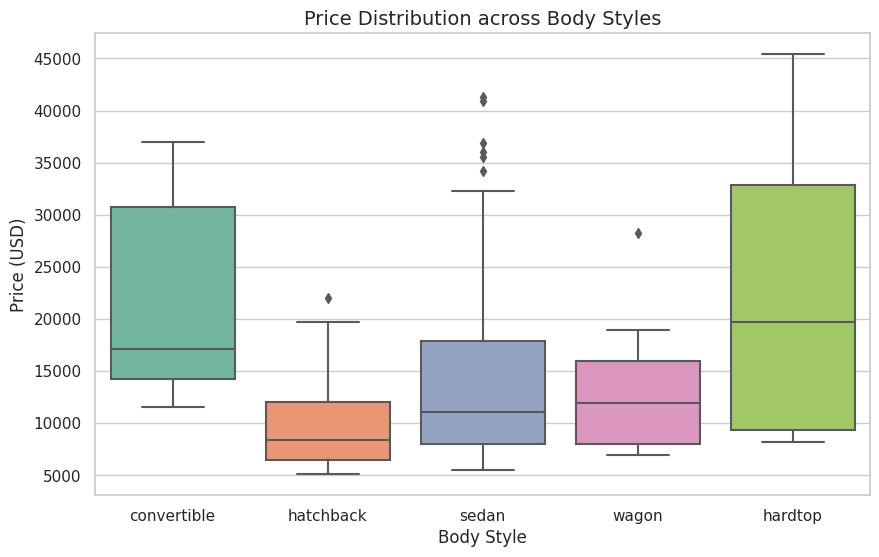 Price Distribution across Body Styles
Price (USD)
45000
40000
35000
30000
25000
20000
15000
10000
5000
convertible hatchback sedan wagon hardtop
Body Style